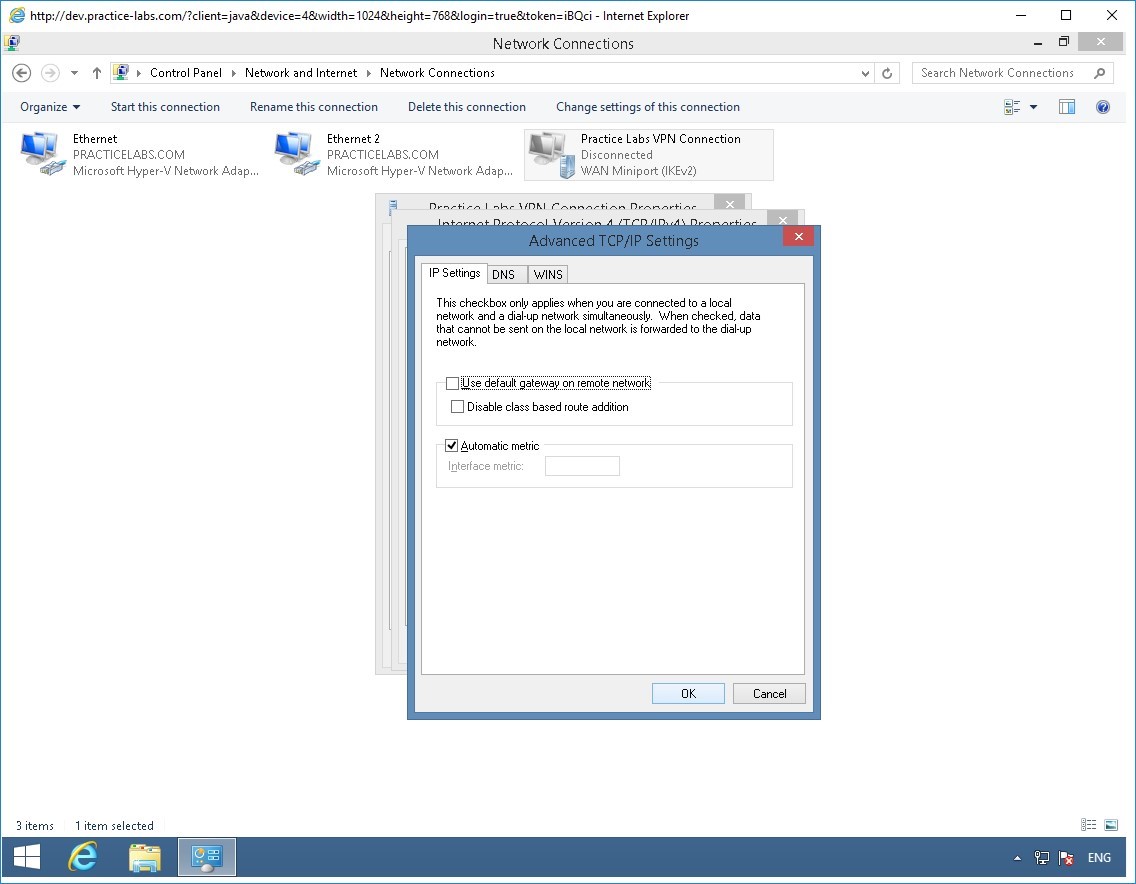 http://dev.practice-labs.com/?client=java&device=4&width=1024&height=768&login=true&token=iBQci - Internet Explorer
Network Connections
Control Panel Network and Internet Network Connections
Search Network Connections
Organize Start this connection Rename this connection Delete this connection Change settings of this connection
Ethernet
PRACTICELABS.COM
Microsoft Hyper-V Network Adap...
Ethernet 2
PRACTICELABS.COM
Microsoft Hyper-V Network Adap...
Practice Labs VPN Connection
Disconnected
WAN Miniport (IKEv2)
Practice Labs VPN Connection Properties
Internet Protocol Version 4 (TCP/IPv4) Properties
Advanced TCP/IP Settings
IP Settings DNS WINS
This checkbox only applies when you are connected to a local
network and a dial-up network simultaneously. When checked, data
that cannot be sent on the local network is forwarded to the dial-up
network.
Use default gateway on remote network
Disable class based route addition
Automatic metric
Interface metric:
OK Cancel
3 items 1 item selected
ENG